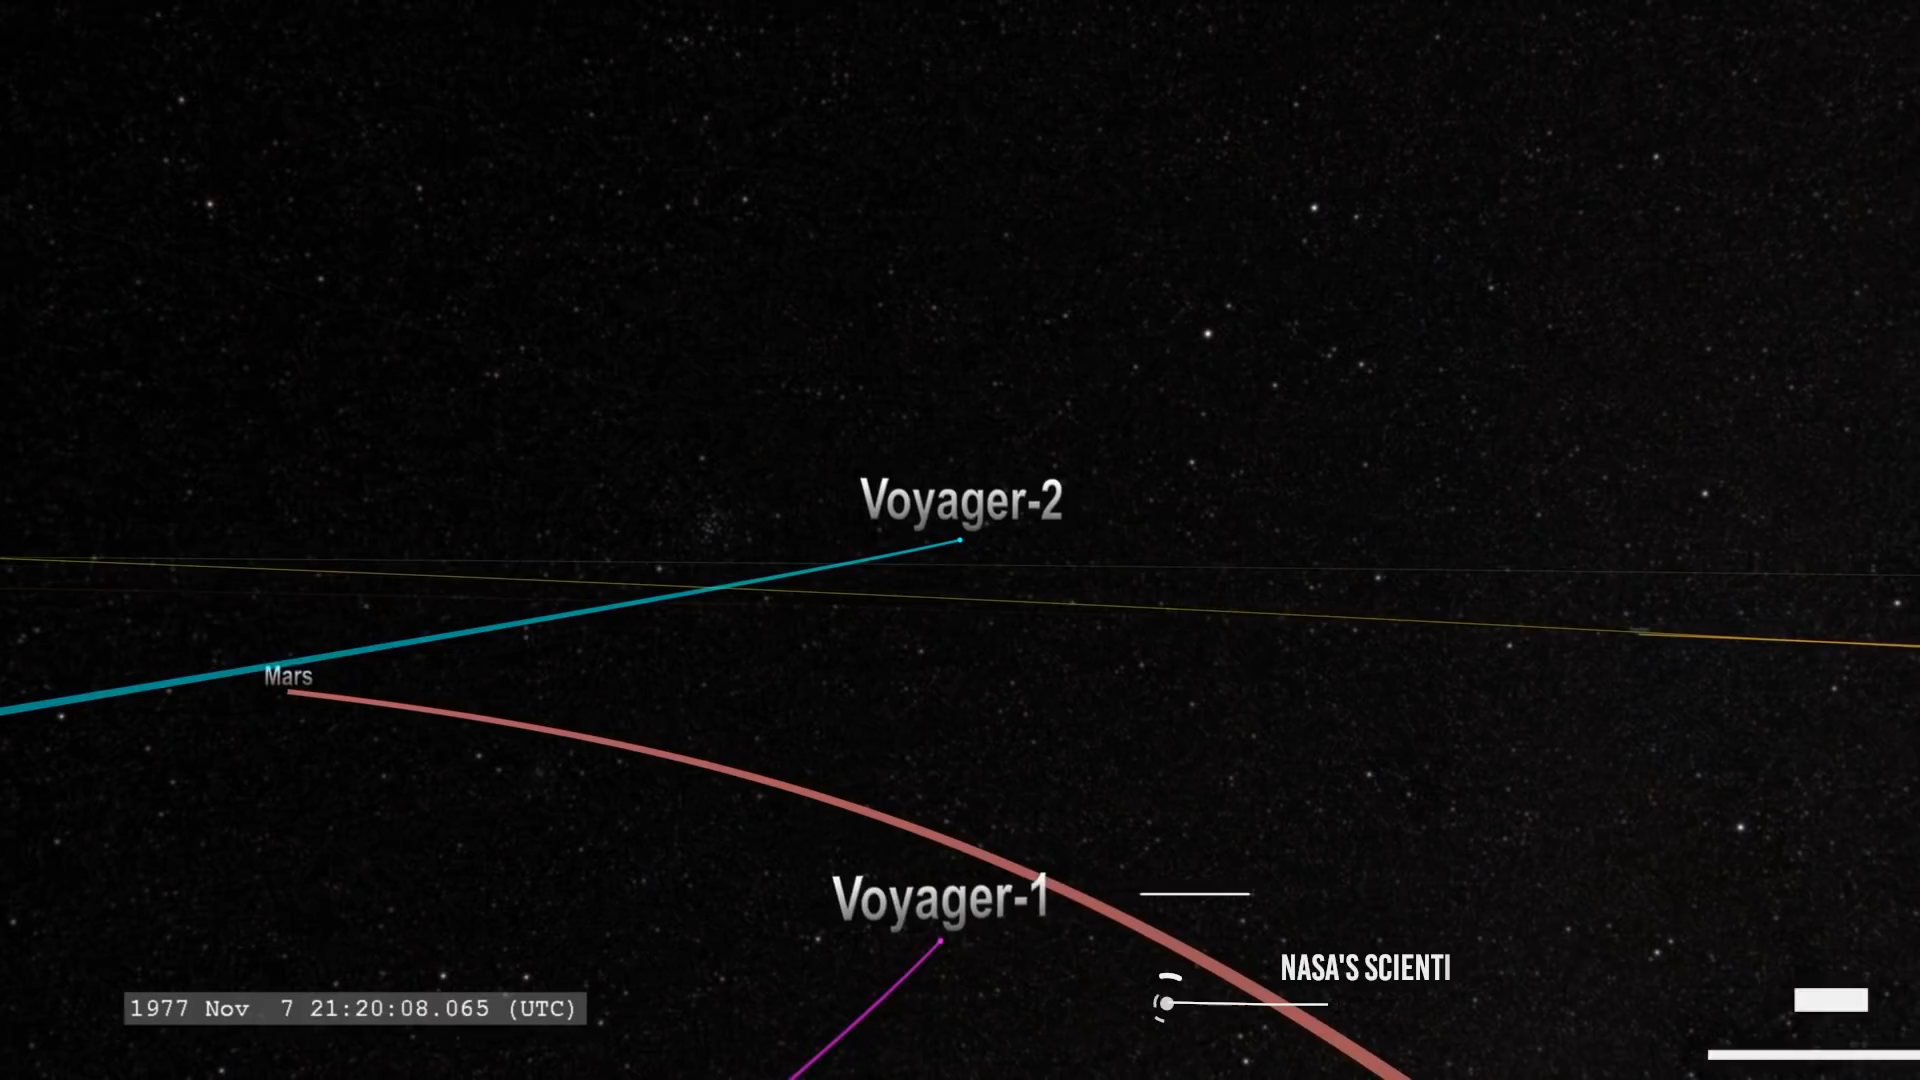 Voyager-2
Mars
Voyager-1
NASA'S SCIENTI
1977 Nov  7 21:20:08.065 (UTC)